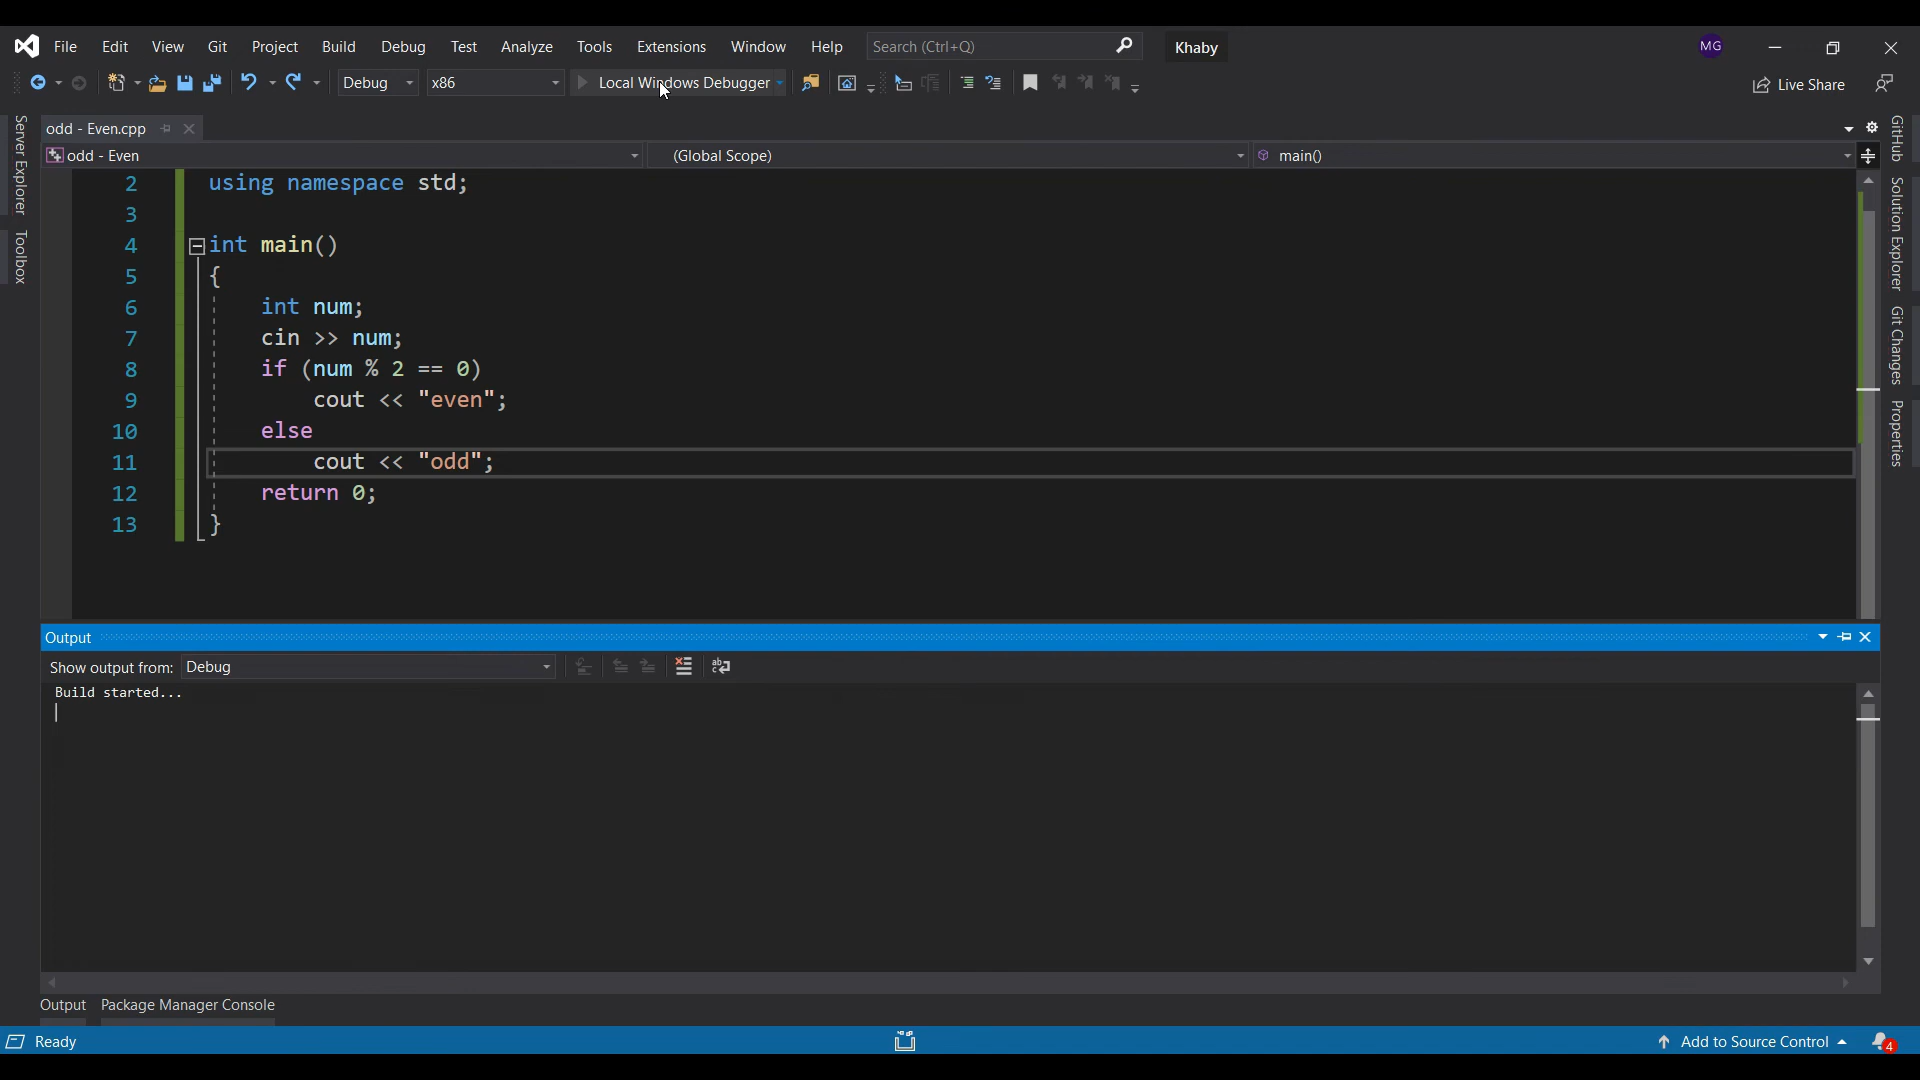 File Edit View Git Project Build Debug Test Analyze Tools Extensions Window Help Search (Ctrl+Q) Khaby MG
Debug x86 Local Windows Debugger Live Share
odd - Even.cpp
odd - Even (Global Scope) main()
2 using namespace std;
3
4 int main()
5 {
6 int num;
7 cin >> num;
8 if (num % 2 == 0)
9 cout << "even";
10 else
11 cout << "odd";
12 return 0;
13 }
Server Explorer
Toolbox
GitHub
Solution Explorer
Git Changes
Properties
Output
Show output from: Debug
Build started...
Output Package Manager Console
Ready Add to Source Control 4